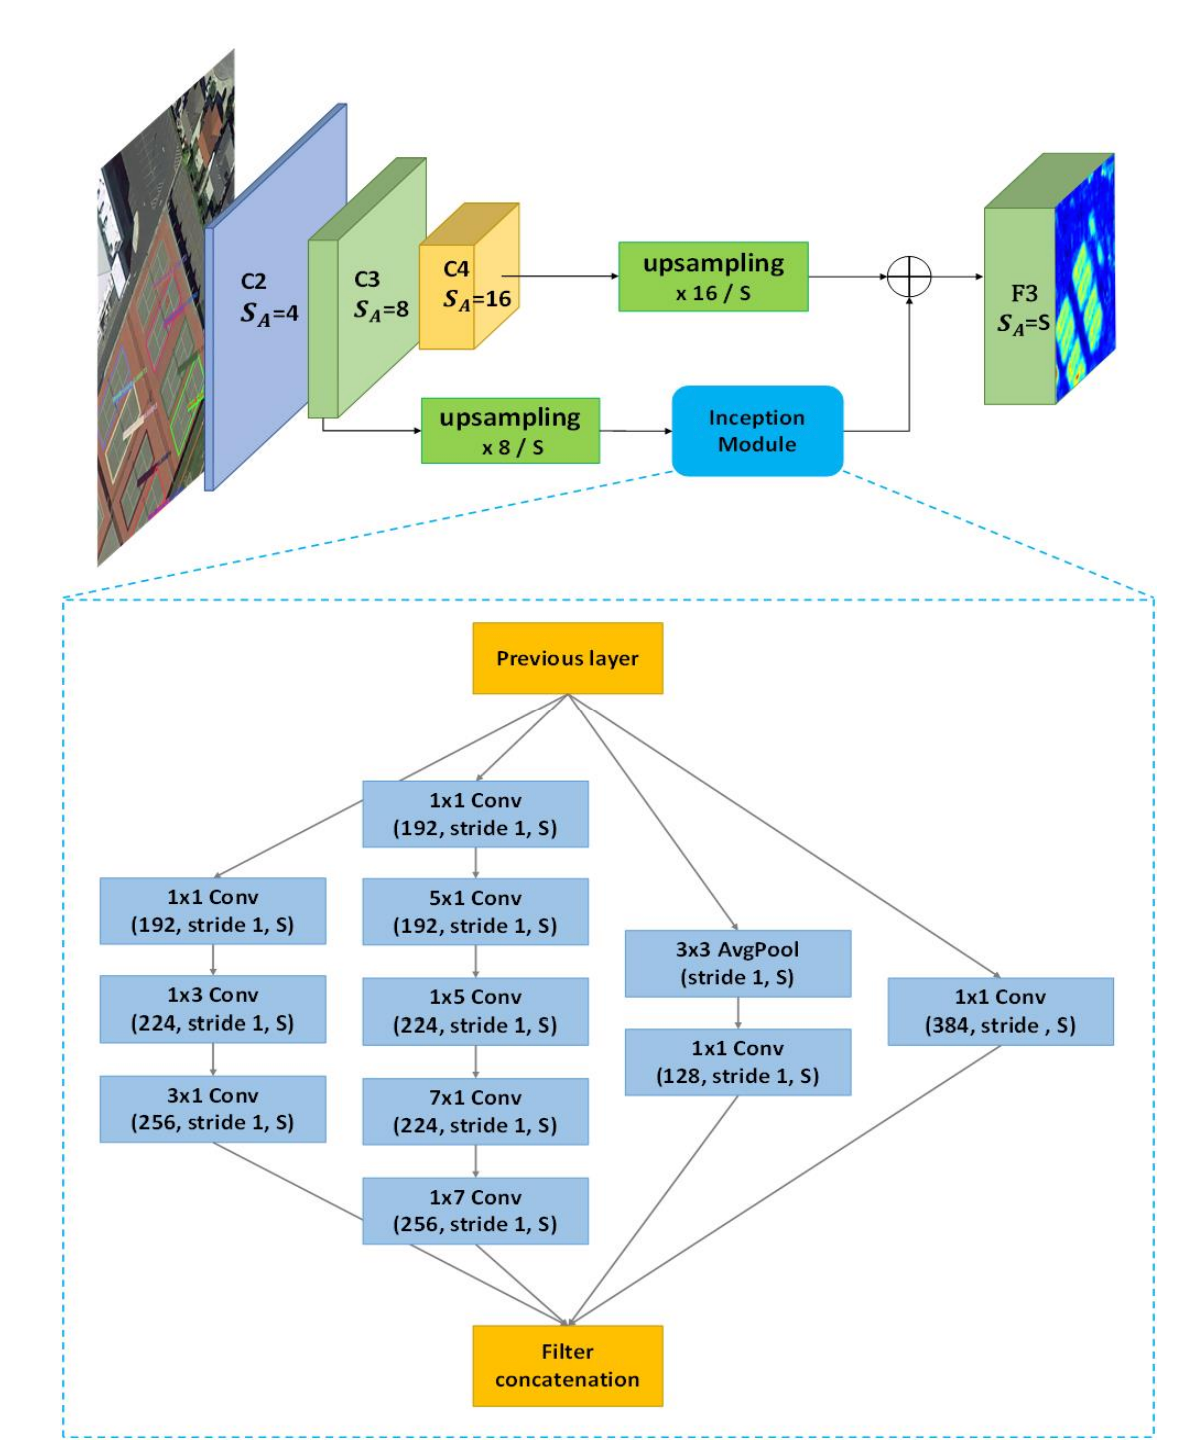 C2
S_A=4
C3
S_A=8
C4
S_A=16
upsampling
x 16 / S
upsampling
x 8 / S
Inception
Module
F3
S_A=S
Previous layer
1x1 Conv
(192, stride 1, S)
1x1 Conv
(192, stride 1, S)
1x3 Conv
(224, stride 1, S)
3x1 Conv
(256, stride 1, S)
5x1 Conv
(192, stride 1, S)
1x5 Conv
(224, stride 1, S)
7x1 Conv
(224, stride 1, S)
1x7 Conv
(256, stride 1, S)
3x3 AvgPool
(stride 1, S)
1x1 Conv
(128, stride 1, S)
1x1 Conv
(384, stride , S)
Filter
concatenation